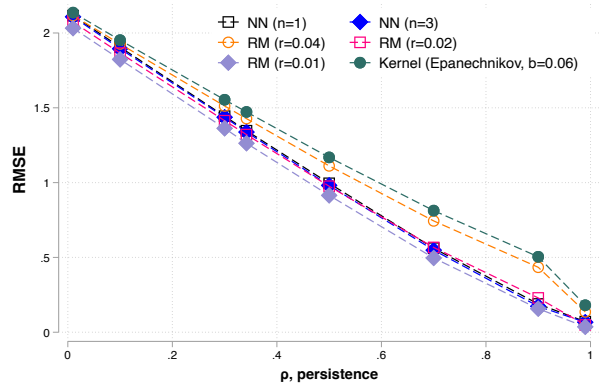 NN (n=1) NN (n=3)
RM (r=0.04) RM (r=0.02)
RM (r=0.01) Kernel (Epanechnikov, b=0.06)
RMSE
2
1.5
1
.5
0
0 .2 .4 .6 .8 1
ρ, persistence